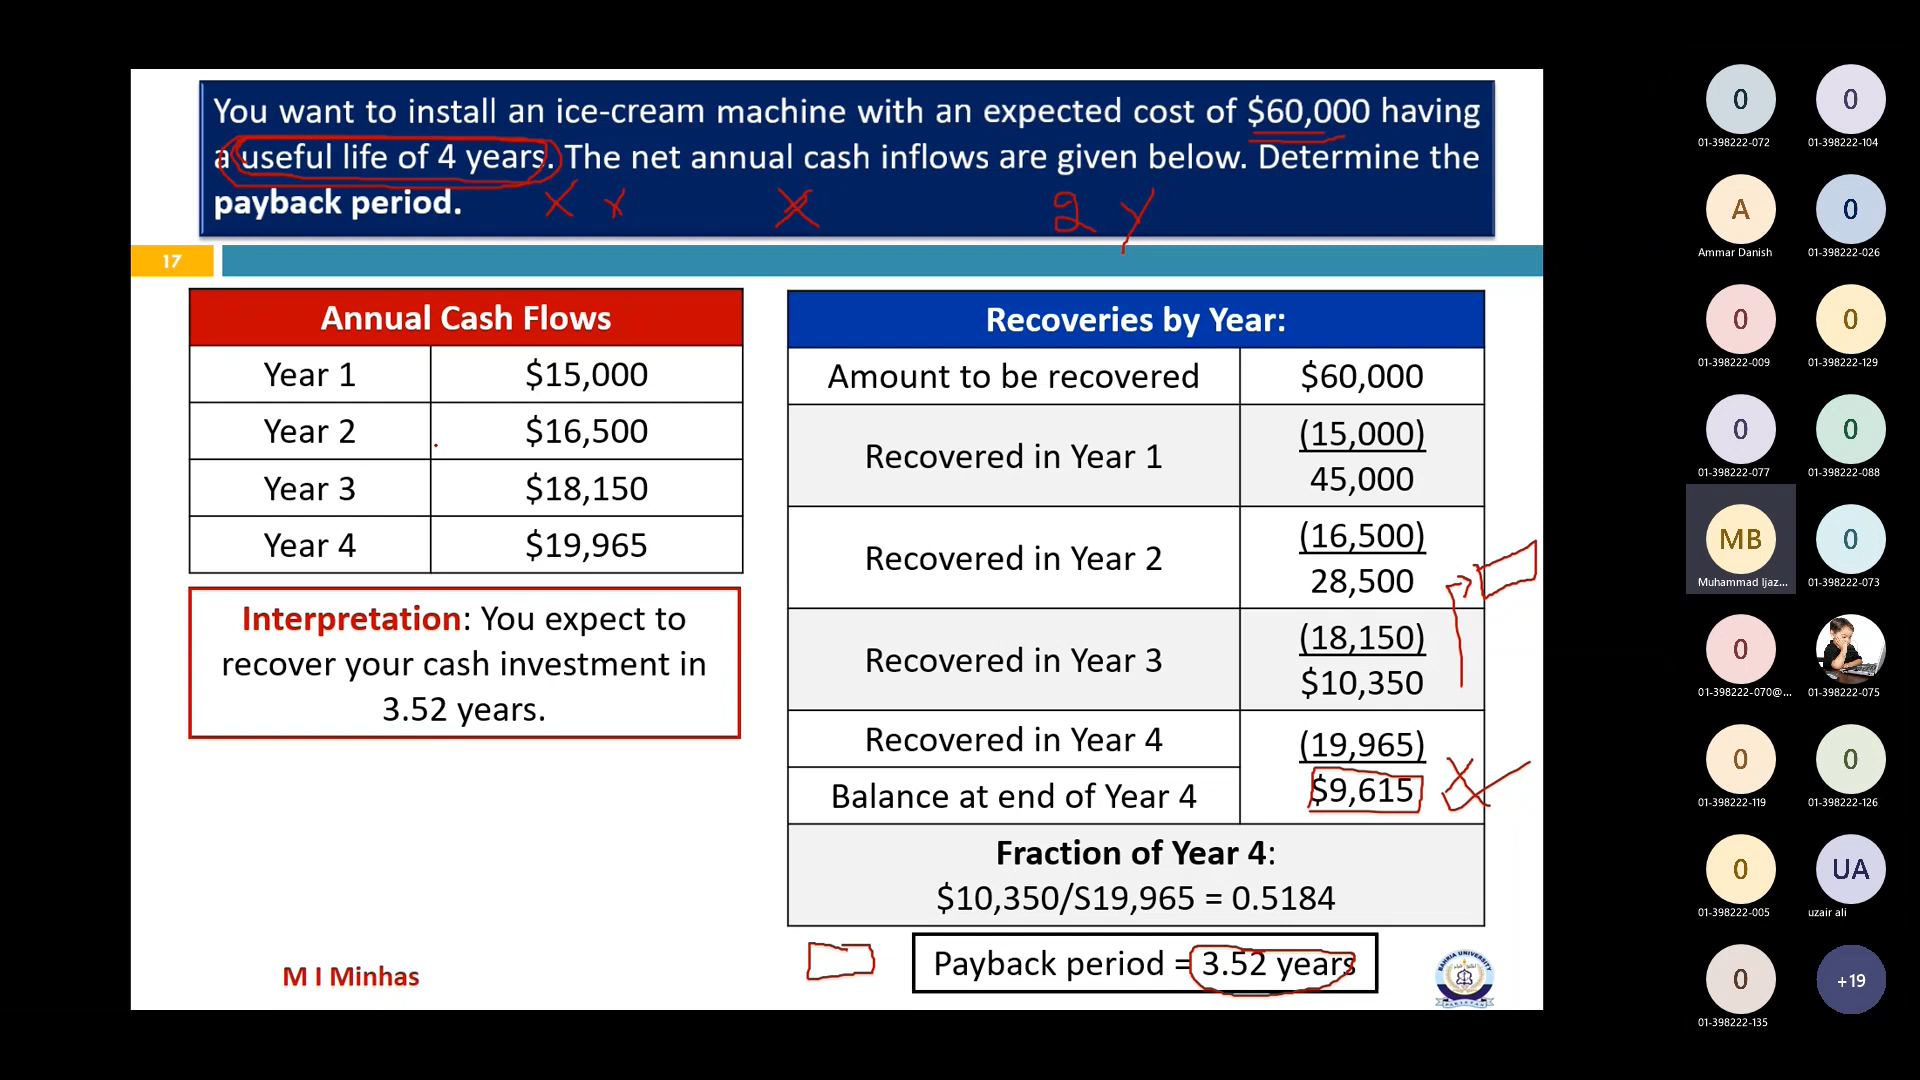 You want to install an ice-cream machine with an expected cost of $60,000 having
a useful life of 4 years. The net annual cash inflows are given below. Determine the
payback period.
X X X 2 Y
17
Annual Cash Flows
Year 1 $15,000
Year 2 $16,500
Year 3 $18,150
Year 4 $19,965
Interpretation: You expect to
recover your cash investment in
3.52 years.
M I Minhas
Recoveries by Year:
Amount to be recovered $60,000
Recovered in Year 1 (15,000)
45,000
Recovered in Year 2 (16,500)
28,500
Recovered in Year 3 (18,150)
$10,350
Recovered in Year 4 (19,965)
Balance at end of Year 4 $9,615
Fraction of Year 4:
$10,350/S19,965 = 0.5184
Payback period = 3.52 years
BAHRIA UNIVERSITY
0 0
01-398222-072 01-398222-104
A 0
Ammar Danish 01-398222-026
0 0
01-398222-009 01-398222-129
0 0
01-398222-077 01-398222-088
MB 0
Muhammad Ijaz... 01-398222-073
0
01-398222-070@... 01-398222-075
0 0
01-398222-119 01-398222-126
0 UA
01-398222-005 uzair ali
0 +19
01-398222-135